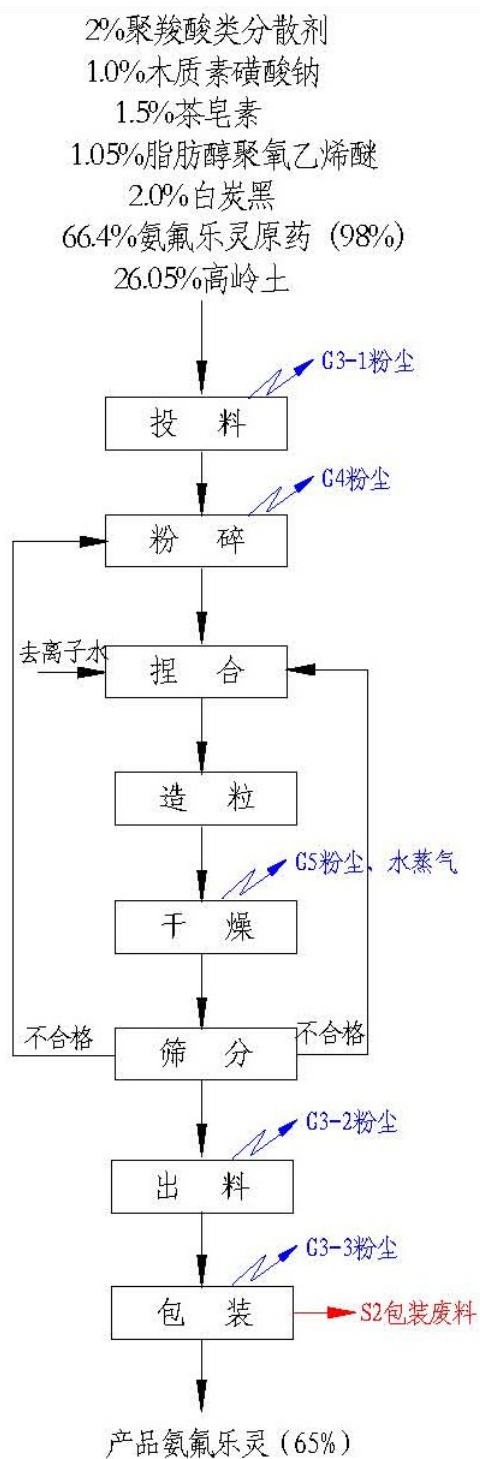 2%聚羧酸类分散剂
1.0%木质素磺酸钠
1.5%茶皂素
1.05%脂肪醇聚氧乙烯醚
2.0%白炭黑
66.4%氨氟乐灵原药（98%）
26.05%高岭土
G3-1粉尘
投 料
G4粉尘
粉 碎
去离子水
捏 合
造 粒
G5粉尘、水蒸气
干 燥
不合格
筛 分
不合格
G3-2粉尘
出 料
G3-3粉尘
包 装
S2包装废料
产品氨氟乐灵（65%）